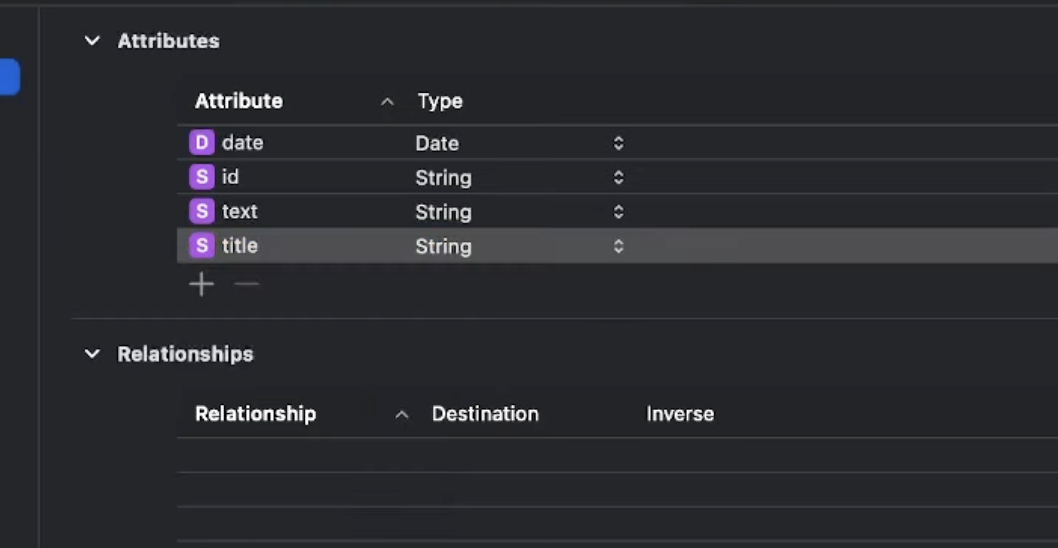 Attributes
Attribute Type
D date Date
S id String
S text String
S title String
Relationships
Relationship Destination Inverse